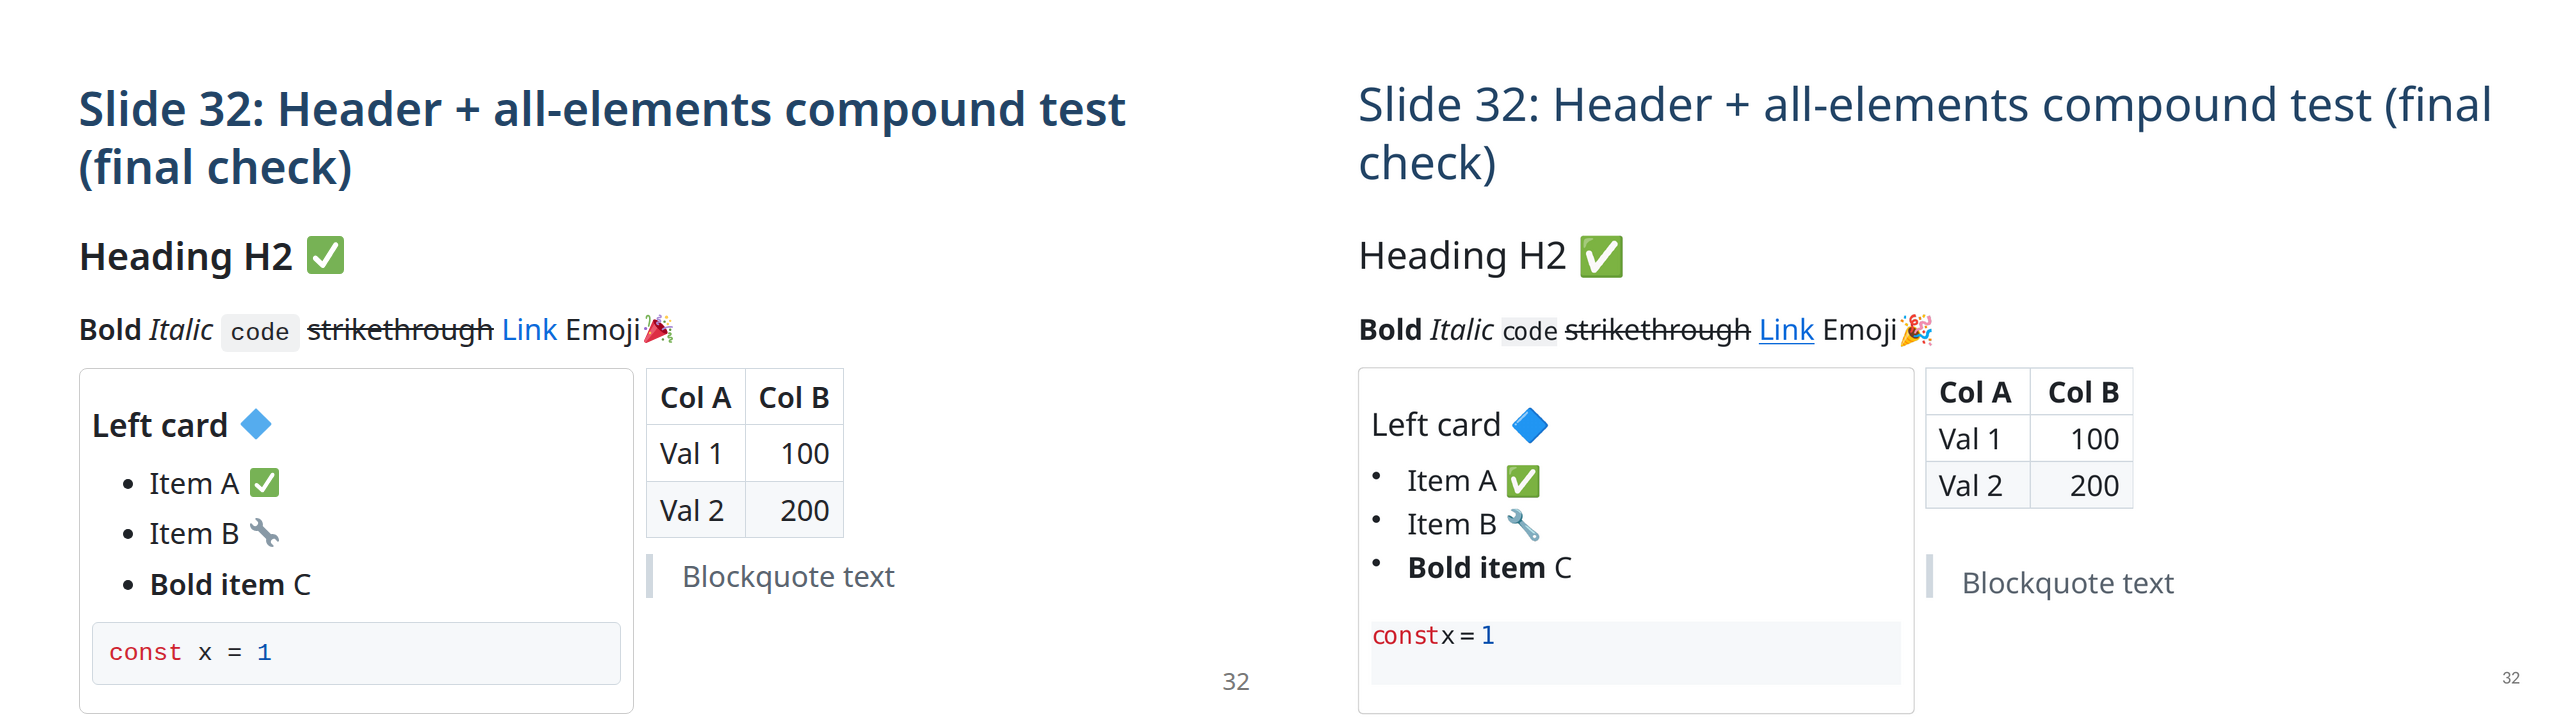 Slide 32: Header + all-elements compound test
(final check)
Heading H2 ✅
Bold Italic code strikethrough Link Emoji🎉
Left card 🔷
• Item A ✅
• Item B 🔧
• Bold item C
const x = 1
Col A Col B
Val 1 100
Val 2 200
Blockquote text
32
Slide 32: Header + all-elements compound test (final
check)
Heading H2 ✅
Bold Italic code strikethrough Link Emoji🎉
Left card 🔷
• Item A ✅
• Item B 🔧
• Bold item C
constx = 1
Col A Col B
Val 1 100
Val 2 200
Blockquote text
32